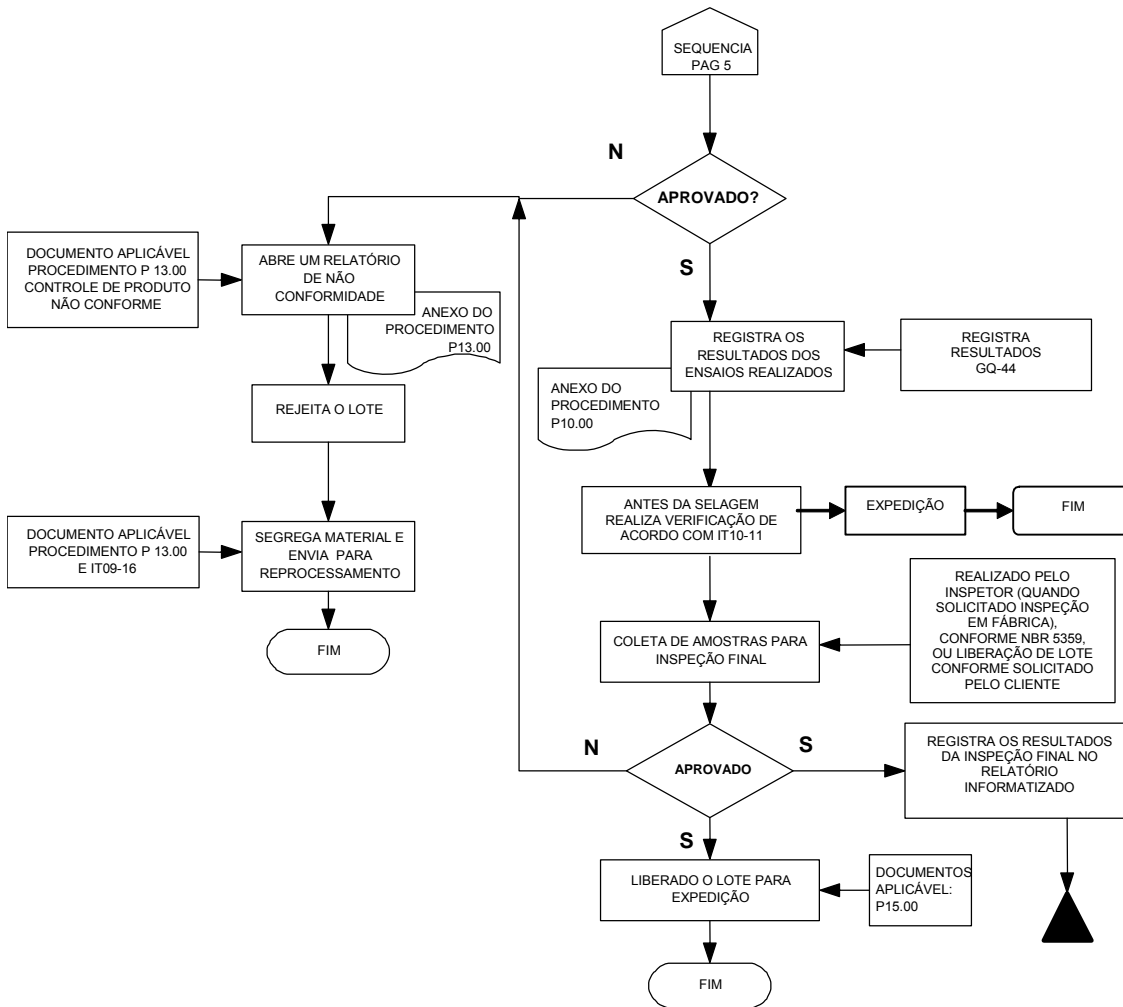 SEQUENCIA
PAG 5
N
APROVADO?
S
DOCUMENTO APLICÁVEL
PROCEDIMENTO P 13.00
CONTROLE DE PRODUTO
NÃO CONFORME
ABRE UM RELATÓRIO
DE NÃO
CONFORMIDADE
ANEXO DO
PROCEDIMENTO
P13.00
REGISTRA OS
RESULTADOS DOS
ENSAIOS REALIZADOS
REGISTRA
RESULTADOS
GQ-44
ANEXO DO
PROCEDIMENTO
P10.00
REJEITA O LOTE
ANTES DA SELAGEM
REALIZA VERIFICAÇÃO DE
ACORDO COM IT10-11
EXPEDIÇÃO
FIM
DOCUMENTO APLICÁVEL
PROCEDIMENTO P 13.00
E IT09-16
SEGREGA MATERIAL E
ENVIA PARA
REPROCESSAMENTO
FIM
COLETA DE AMOSTRAS PARA
INSPEÇÃO FINAL
REALIZADO PELO
INSPETOR (QUANDO
SOLICITADO INSPEÇÃO
EM FÁBRICA),
CONFORME NBR 5359,
OU LIBERAÇÃO DE LOTE
CONFORME SOLICITADO
PELO CLIENTE
N
APROVADO
S
REGISTRA OS RESULTADOS
DA INSPEÇÃO FINAL NO
RELATÓRIO
INFORMATIZADO
S
LIBERADO O LOTE PARA
EXPEDIÇÃO
DOCUMENTOS
APLICÁVEL:
P15.00
FIM